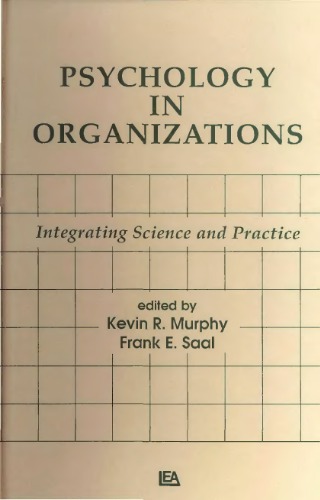 PSYCHOLOGY
IN
ORGANIZATIONS
Integrating Science and Practice
edited by
Kevin R. Murphy
Frank E. Saal
LEA